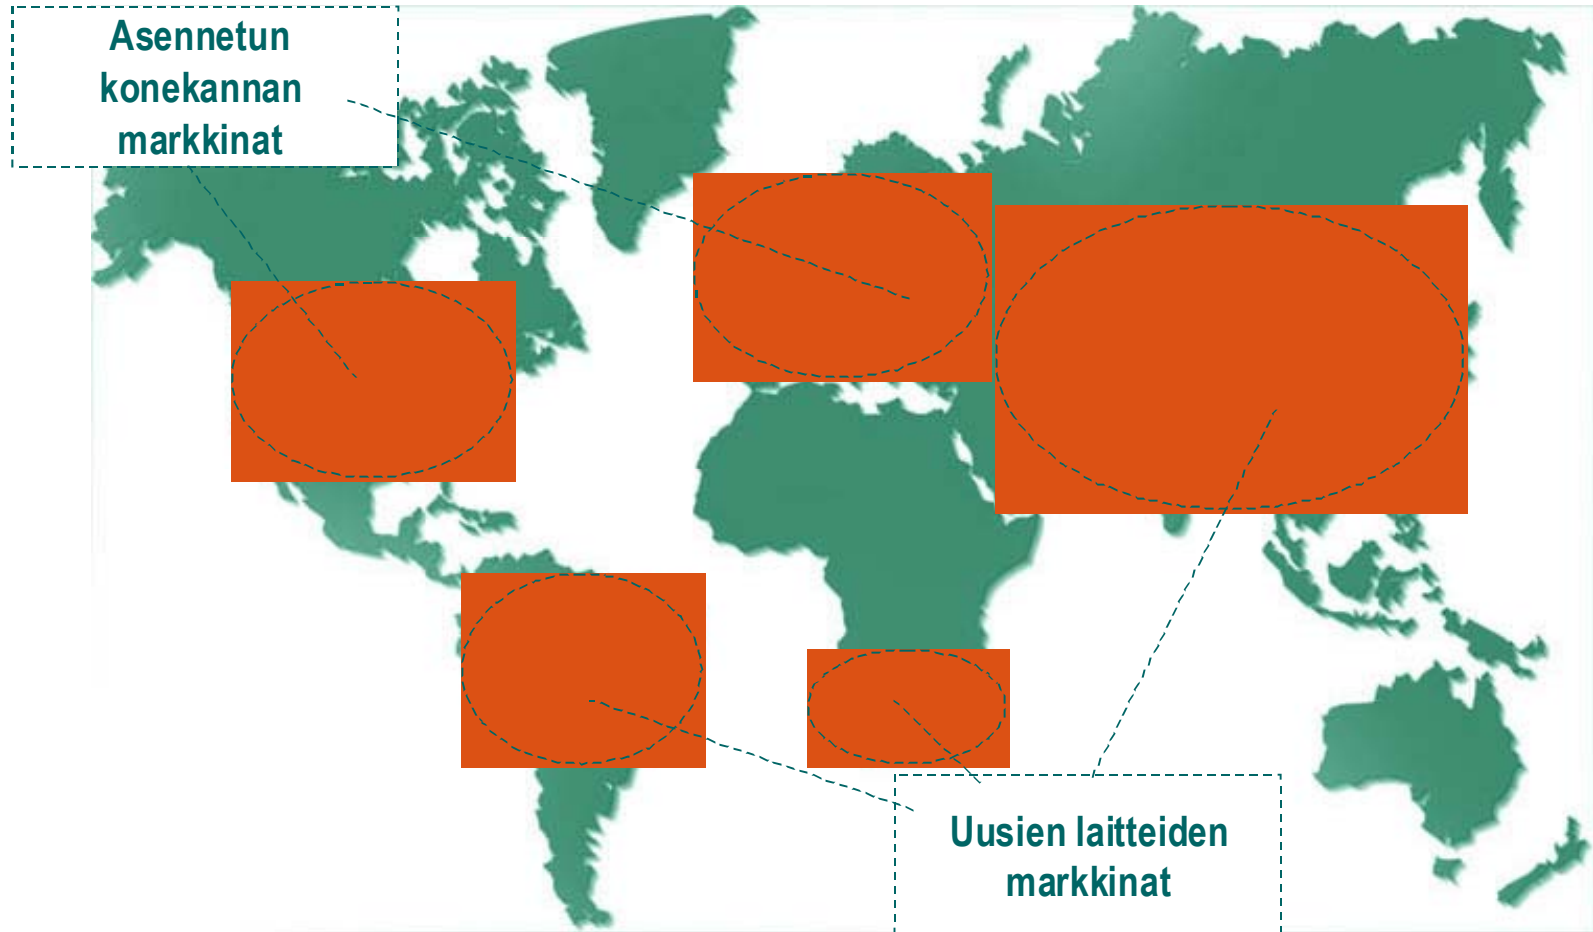 Asennetun
konekannan
markkinat
Uusien laitteiden
markkinat